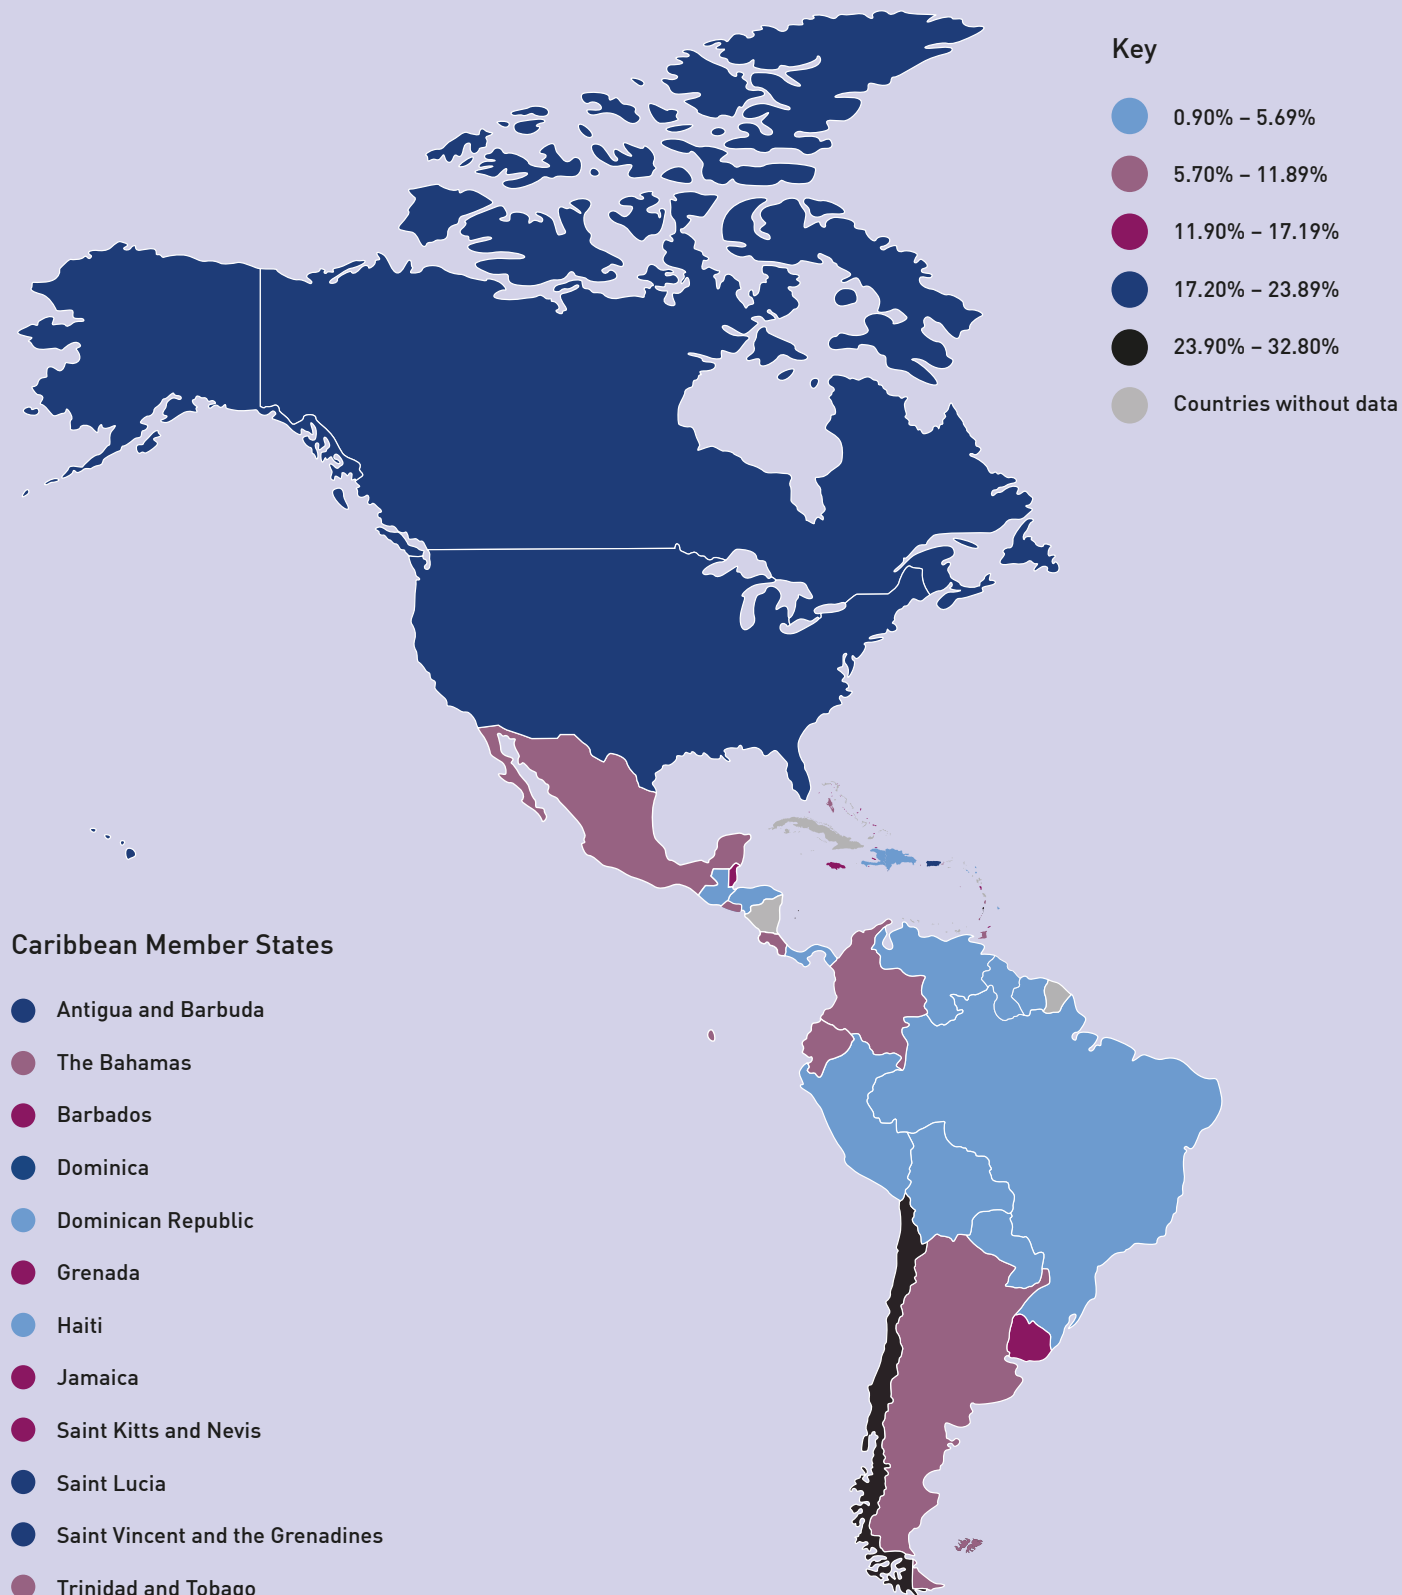 Key
0.90% – 5.69%
5.70% – 11.89%
11.90% – 17.19%
17.20% – 23.89%
23.90% – 32.80%
Countries without data
Caribbean Member States
Antigua and Barbuda
The Bahamas
Barbados
Dominica
Dominican Republic
Grenada
Haiti
Jamaica
Saint Kitts and Nevis
Saint Lucia
Saint Vincent and the Grenadines
Trinidad and Tobago